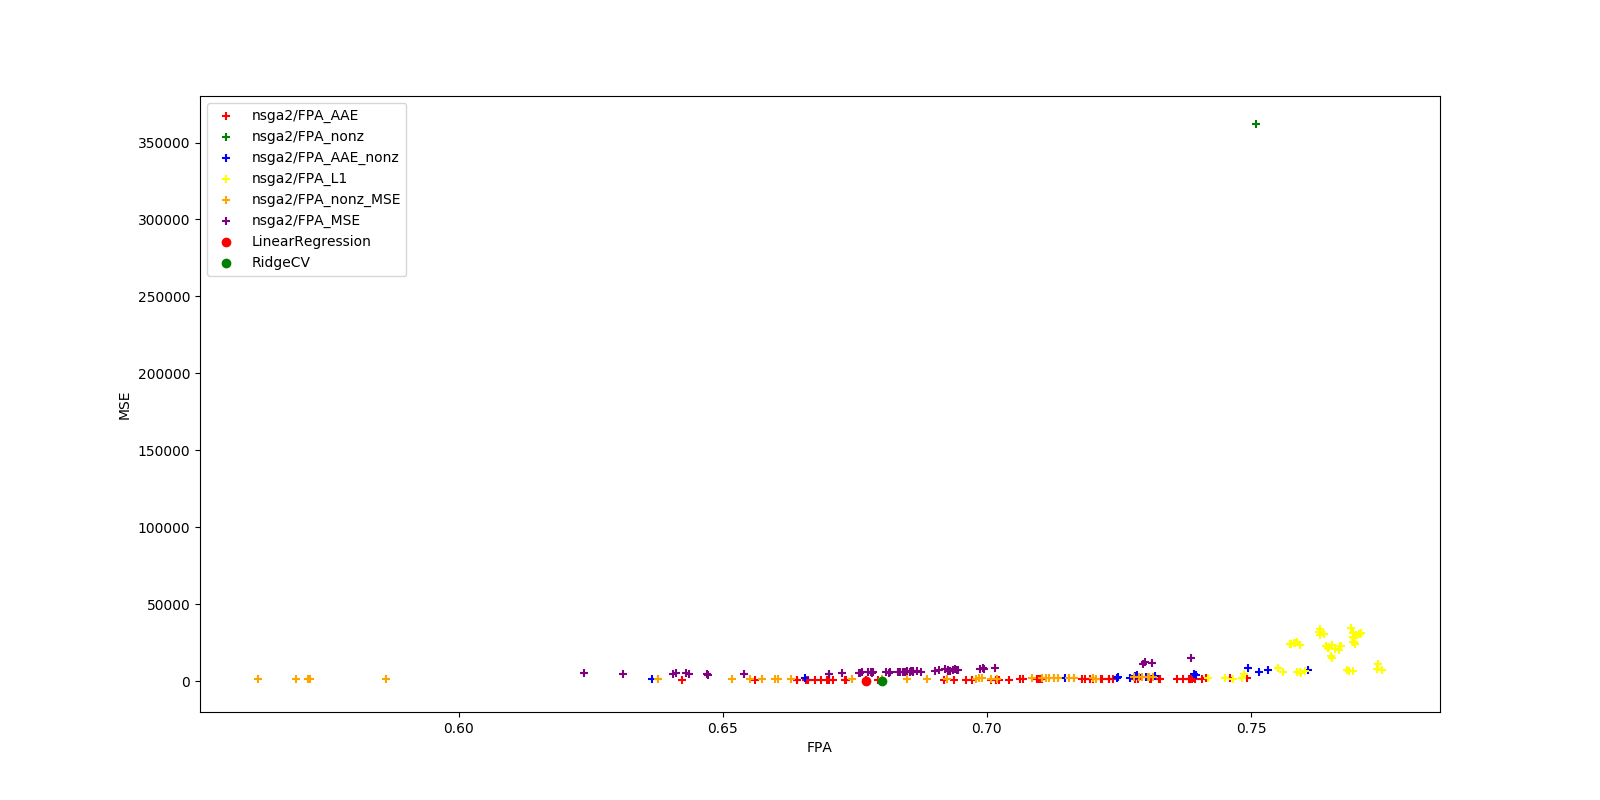 nsga2/FPA_AAE
nsga2/FPA_nonz
nsga2/FPA_AAE_nonz
nsga2/FPA_L1
nsga2/FPA_nonz_MSE
nsga2/FPA_MSE
LinearRegression
RidgeCV
350000
300000
250000
200000
150000
100000
50000
0
MSE
0.60 0.65 0.70 0.75
FPA